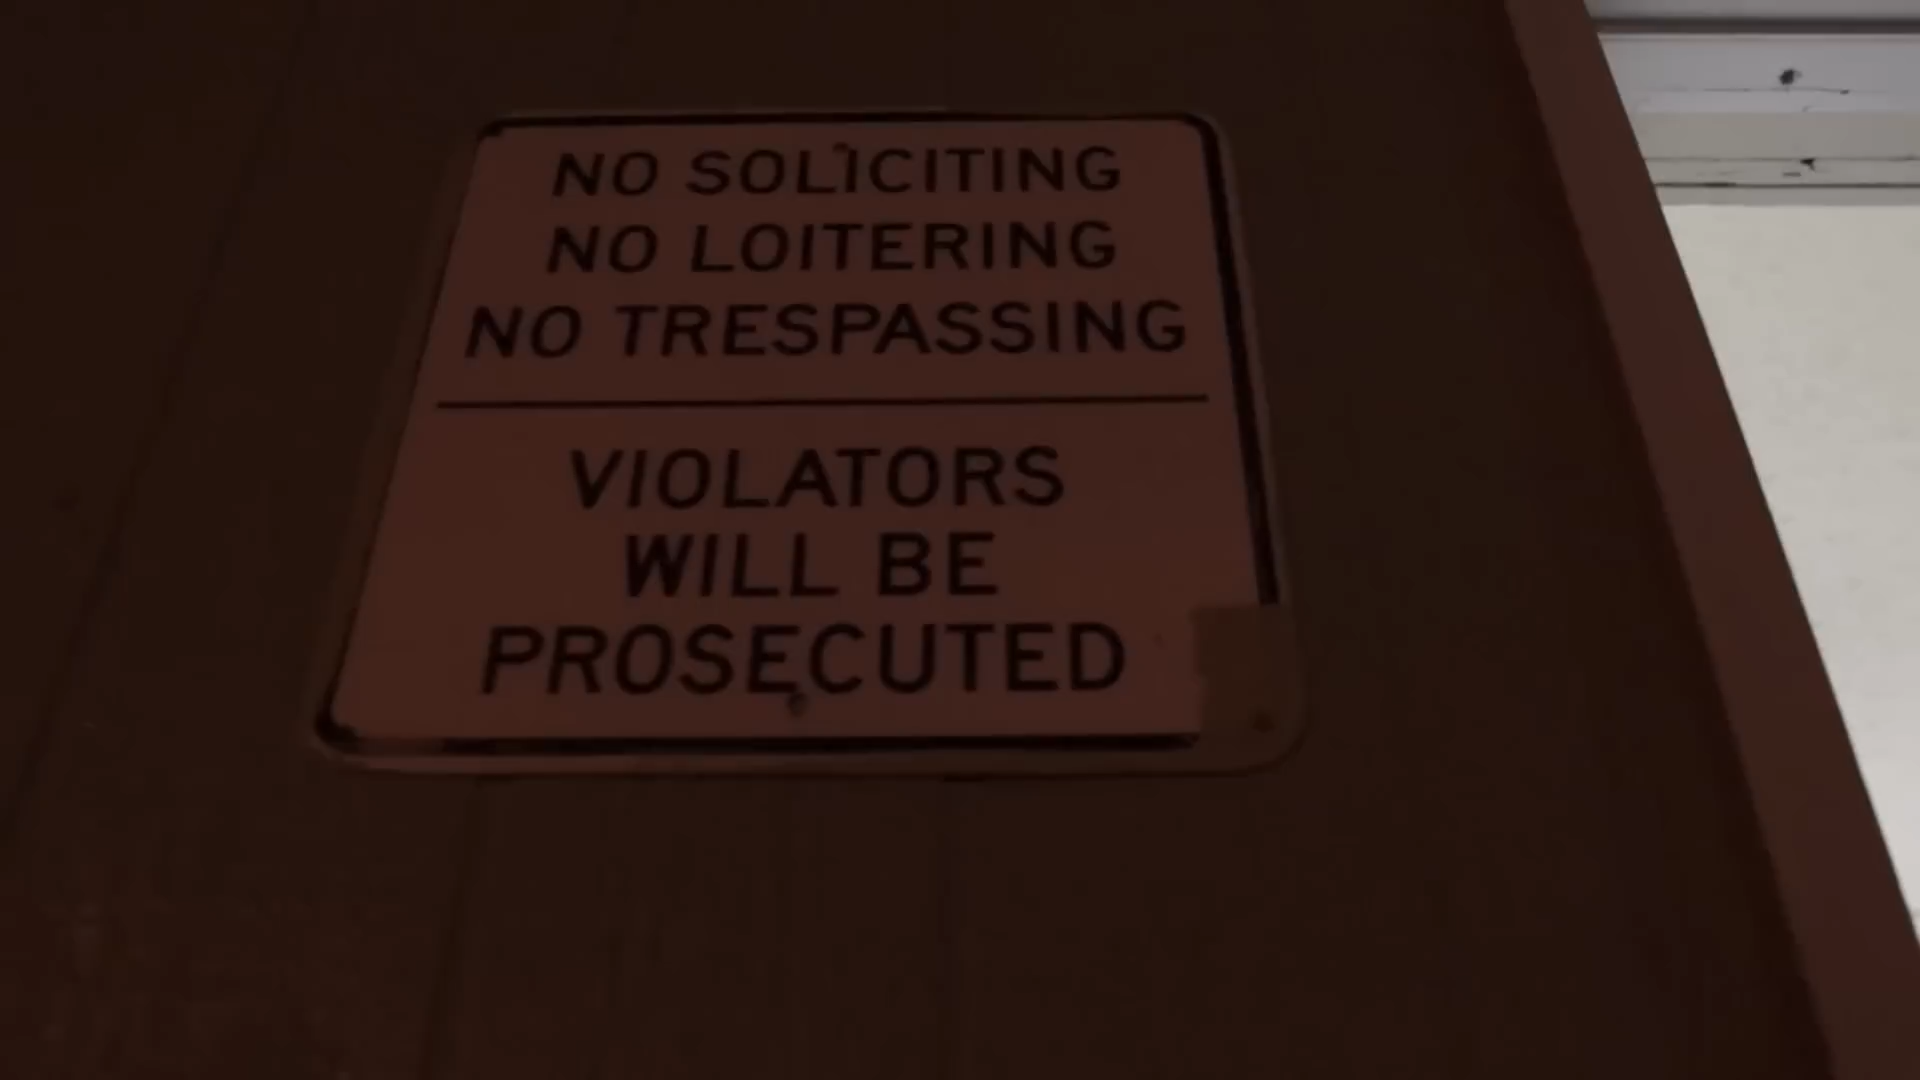 NO SOLICITING
NO LOITERING
NO TRESPASSING
VIOLATORS
WILL BE
PROSECUTED